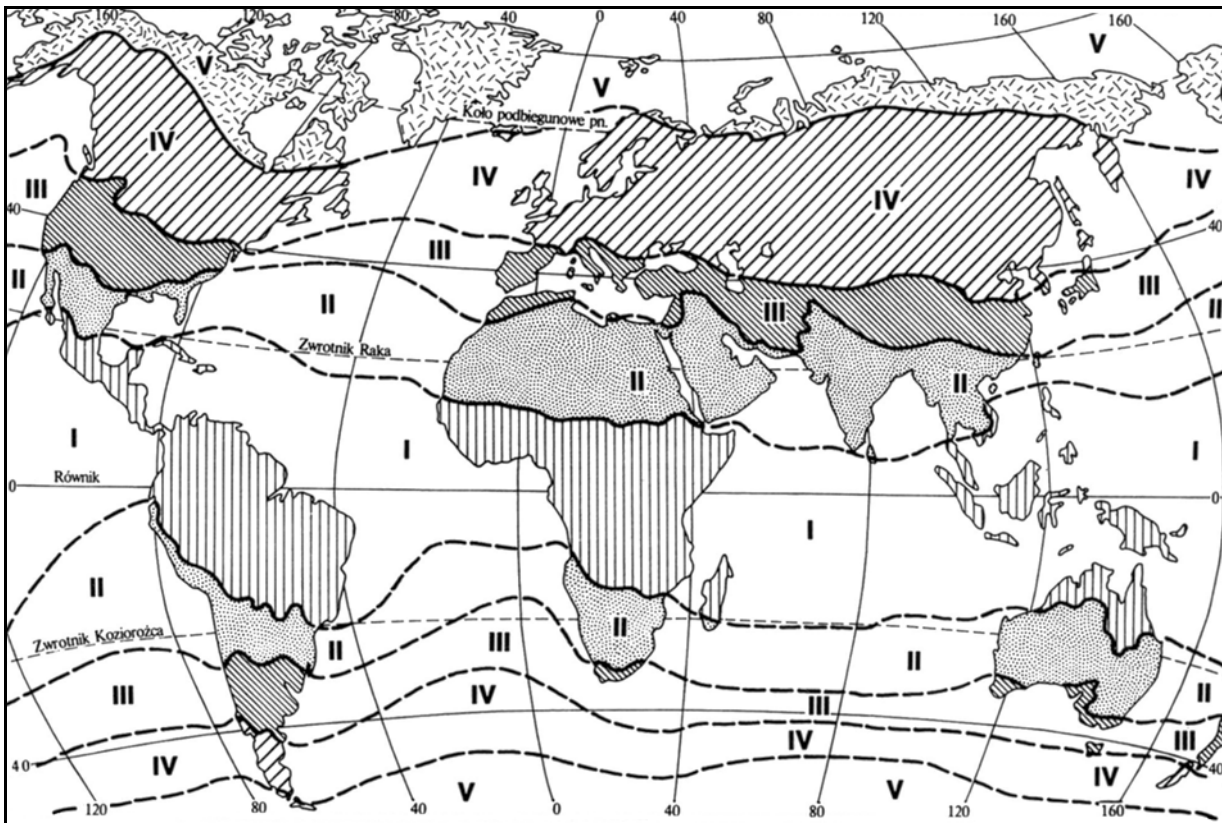 160 120 40 0 40 80 120 160 160
V V V
Koło podbiegunowe pn.
IV IV IV IV
III III III III
40 40
II II II II
Zwrotnik Raka
II II
I I I
Równik
0 0
I
II
Zwrotnik Koziorożca
II II III II II
III IV III III
40 IV V IV V IV 40
120 80 40 0 40 80 120 160